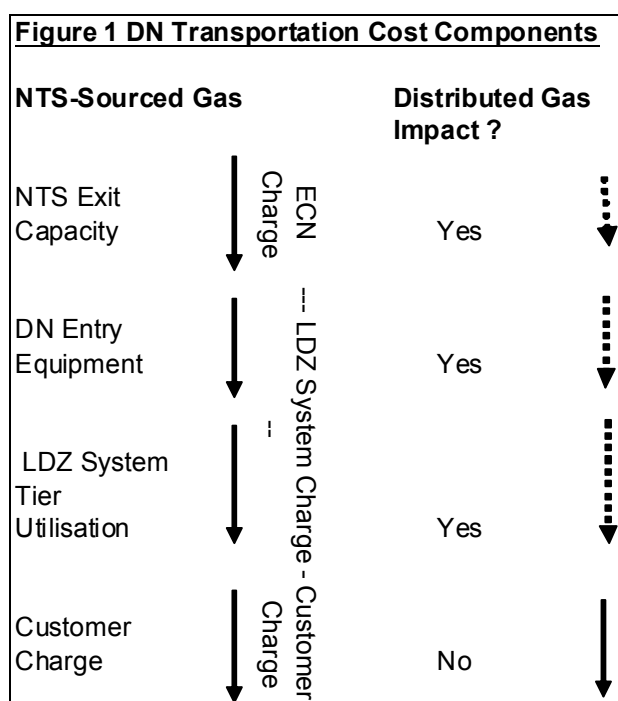 Figure 1 DN Transportation Cost Components
NTS-Sourced Gas
Distributed Gas
Impact ?
NTS Exit
Capacity
Yes
DN Entry
Equipment
Yes
LDZ System
Tier
Utilisation
Yes
Customer
Charge
No
ECN
Charge
--- LDZ System Charge -
--
Customer
Charge